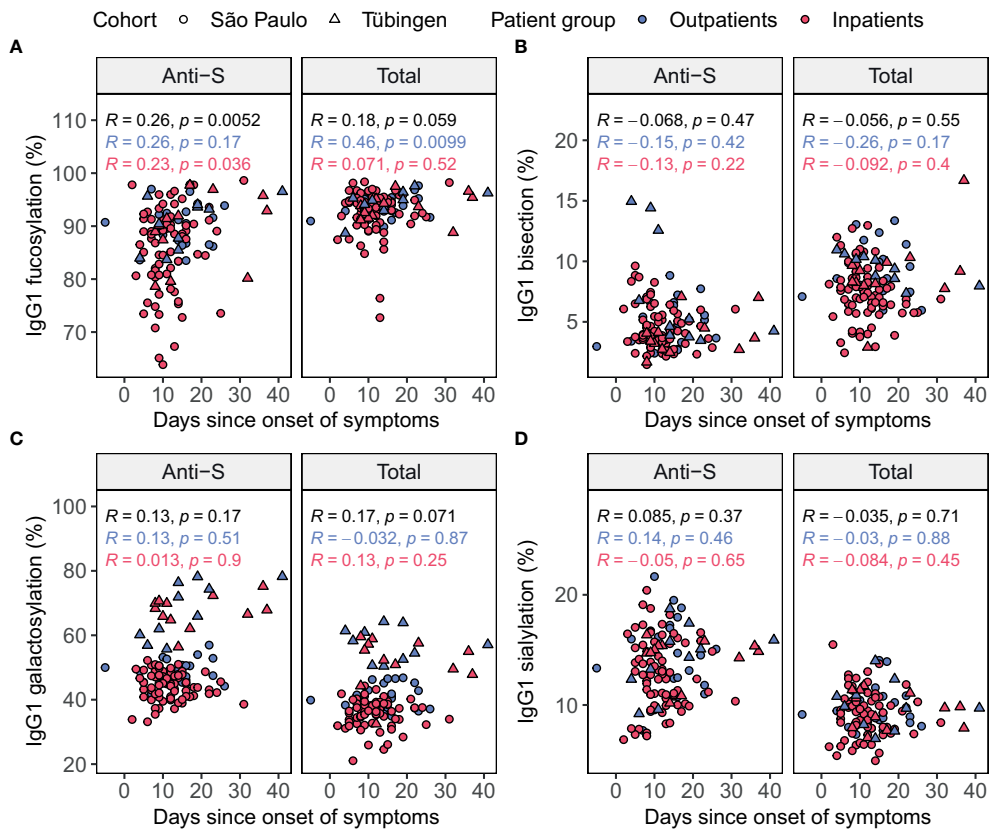 Cohort São Paulo Tübingen Patient group Outpatients Inpatients
A
Anti−S Total
R = 0.26, p = 0.0052 R = 0.18, p = 0.059
R = 0.26, p = 0.17 R = 0.46, p = 0.0099
R = 0.23, p = 0.036 R = 0.071, p = 0.52
IgG1 fucosylation (%)
110
100
90
80
70
0 10 20 30 40 0 10 20 30 40
Days since onset of symptoms
B
Anti−S Total
R = −0.068, p = 0.47 R = −0.056, p = 0.55
R = −0.15, p = 0.42 R = −0.26, p = 0.17
R = −0.13, p = 0.22 R = −0.092, p = 0.4
IgG1 bisection (%)
20
15
10
5
0 10 20 30 40 0 10 20 30 40
Days since onset of symptoms
C
Anti−S Total
R = 0.13, p = 0.17 R = 0.17, p = 0.071
R = 0.13, p = 0.51 R = −0.032, p = 0.87
R = 0.013, p = 0.9 R = 0.13, p = 0.25
IgG1 galactosylation (%)
100
80
60
40
20
0 10 20 30 40 0 10 20 30 40
Days since onset of symptoms
D
Anti−S Total
R = 0.085, p = 0.37 R = −0.035, p = 0.71
R = 0.14, p = 0.46 R = −0.03, p = 0.88
R = −0.05, p = 0.65 R = −0.084, p = 0.45
IgG1 sialylation (%)
20
10
0 10 20 30 40 0 10 20 30 40
Days since onset of symptoms